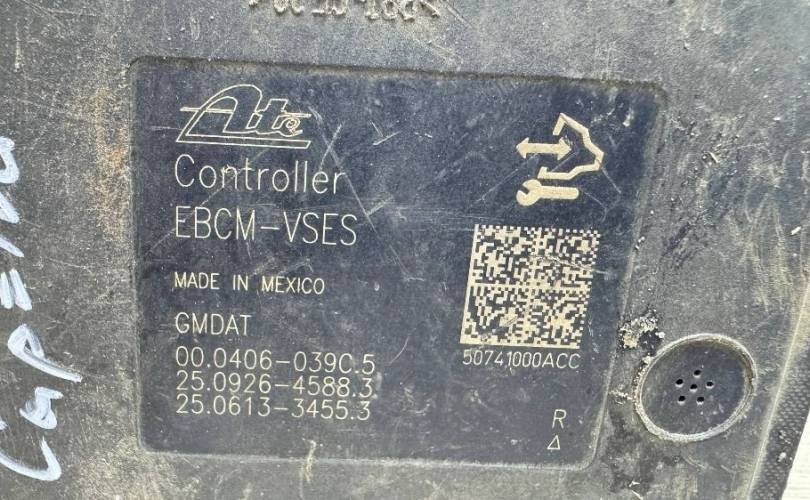 Ate
Controller
EBCM-VSES
MADE IN MEXICO
GMDAT
00.0406-039C.5
25.0926-4588.3
25.0613-3455.3
50741000ACC
R